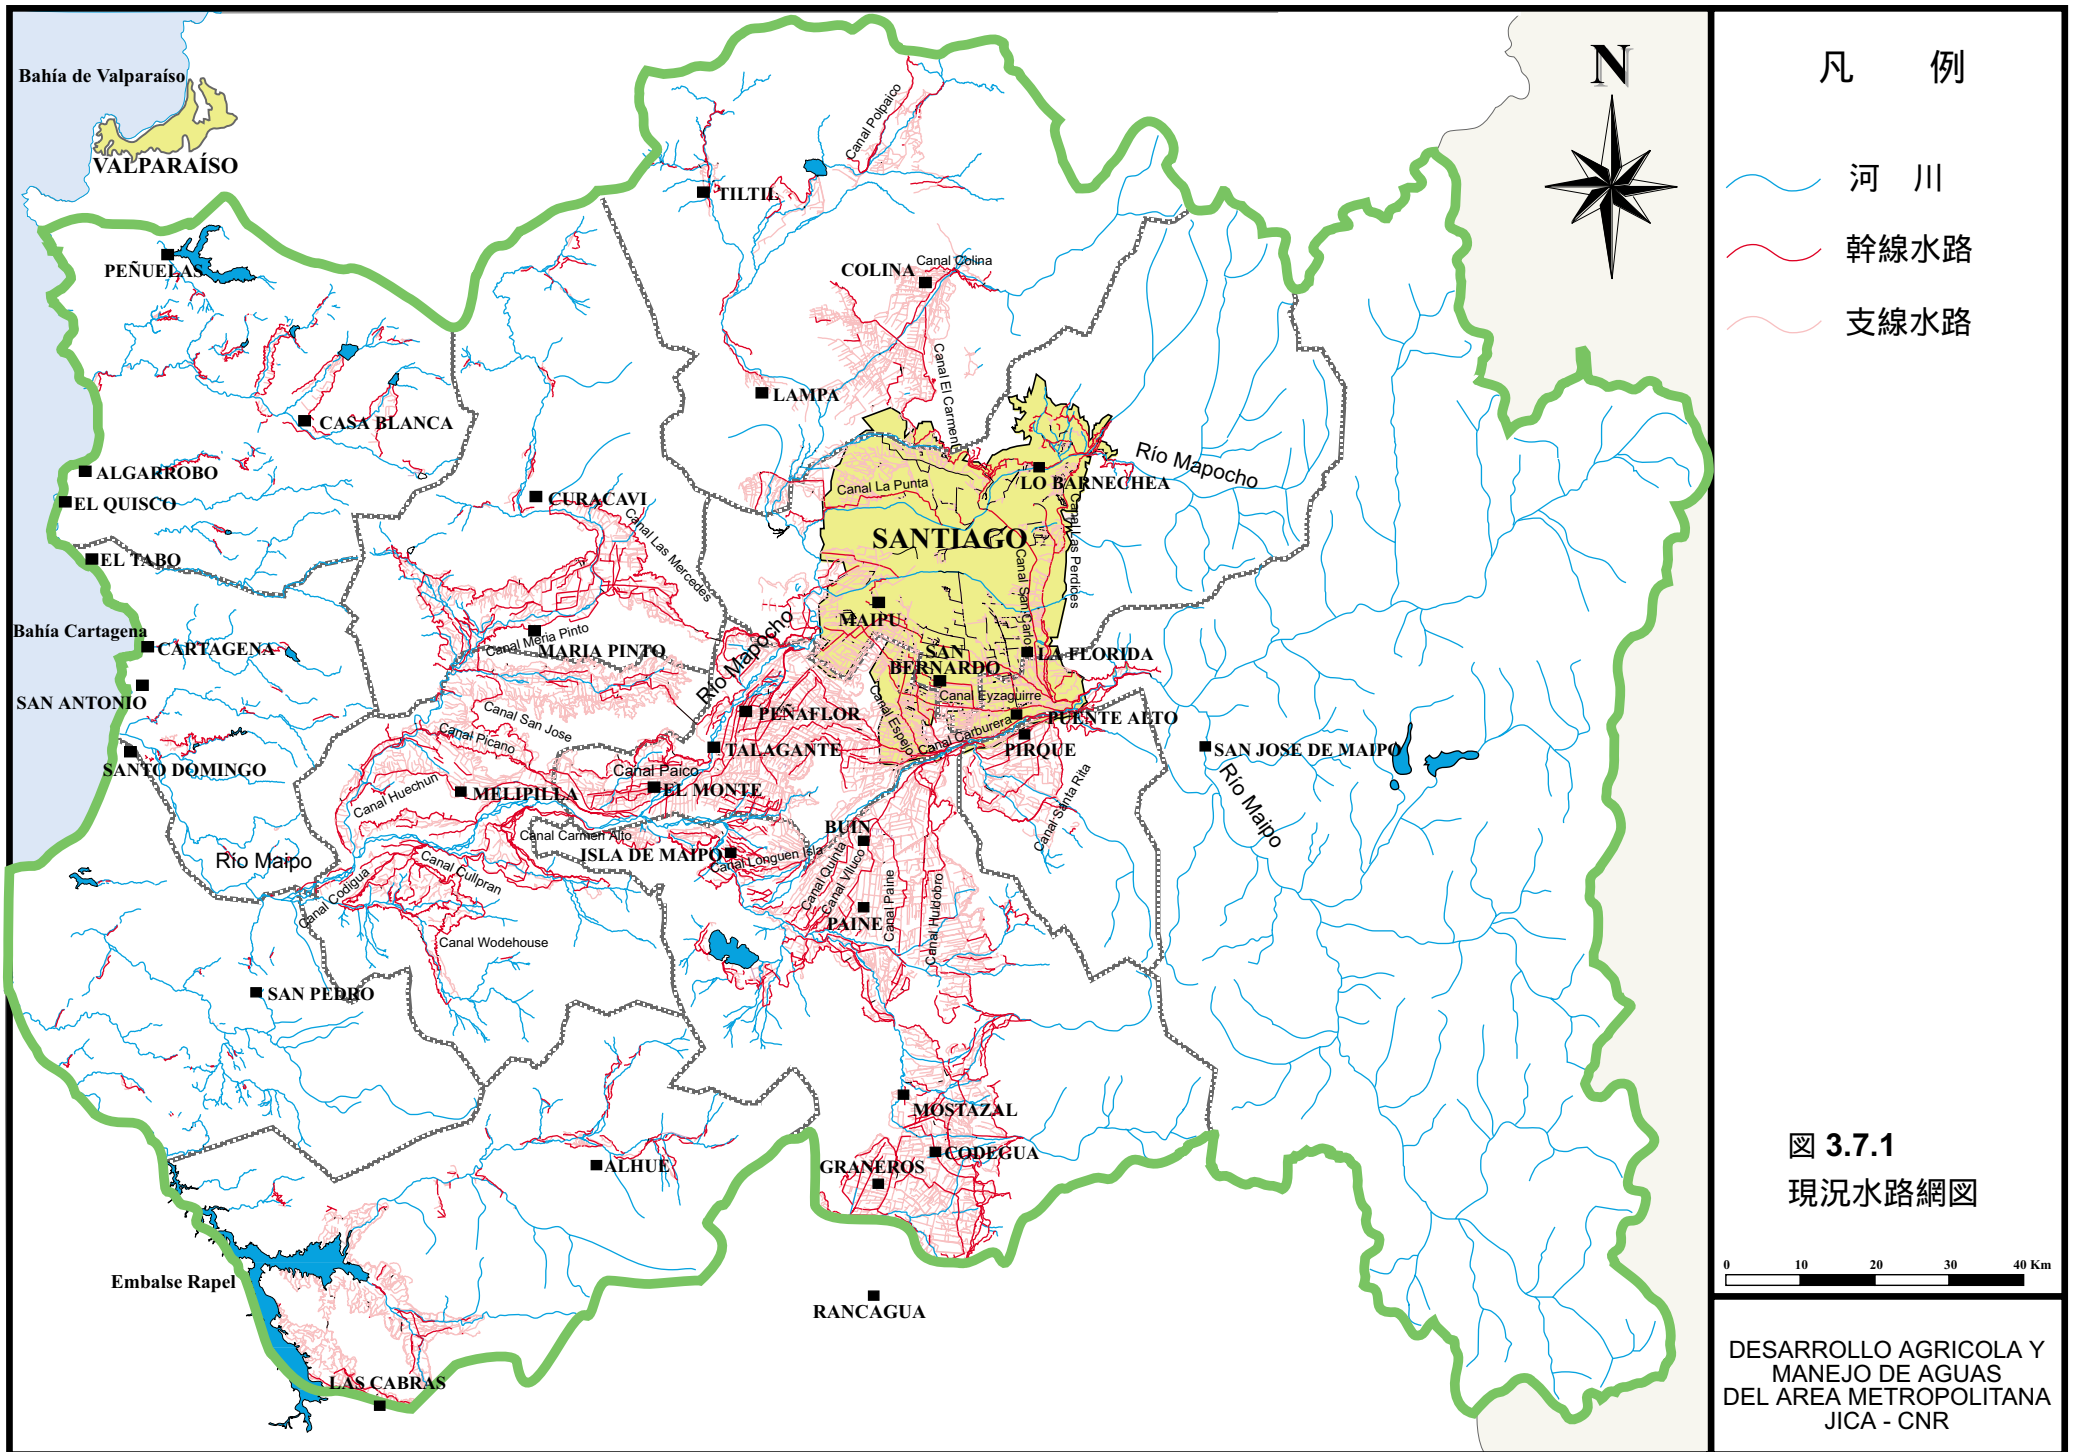 Bahía de Valparaíso
VALPARAÍSO
N
Canal Polpaico
TILTIL
PEÑUELAS
COLINA
Canal Colina
Canal El Carmen
LAMPA
CASA BLANCA
ALGARROBO
EL QUISCO
EL TABO
CURACAVI
Canal Las Mercedes
Canal La Punta
LO BARNECHEA
Río Mapocho
SANTIAGO
Canal San Carlo
Canal Las Perdices
Bahía Cartagena
CARTAGENA
SAN ANTONIO
SANTO DOMINGO
Canal Meria Pinto
MARIA PINTO
Río Mapocho
MAIPU
SAN
BERNARDO
LA FLORIDA
Canal Eyzaguirre
Canal Espejo
Canal Carburera
PUENTE ALTO
PIRQUE
PEÑAFLOR
TALAGANTE
Canal San Jose
Canal Picano
Canal Paico
EL MONTE
Canal Huechun
MELIPILLA
SAN JOSE DE MAIPO
Río Maipo
Canal Santa Rita
Canal Carmen Alto
ISLA DE MAIPO
Canal Longuen Isla
BUIN
Canal Quinta
Canal Viluco
PAINE
Canal Paine
Canal Huidobro
Río Maipo
Canal Cullpran
Canal Codigua
Canal Wodehouse
SAN PEDRO
MOSTAZAL
CODEGUA
GRANEROS
ALHUE
Embalse Rapel
RANCAGUA
LAS CABRAS
凡 例
河 川
幹線水路
支線水路
図 3.7.1
現況水路網図
0 10 20 30 40 Km
DESARROLLO AGRICOLA Y
MANEJO DE AGUAS
DEL AREA METROPOLITANA
JICA - CNR